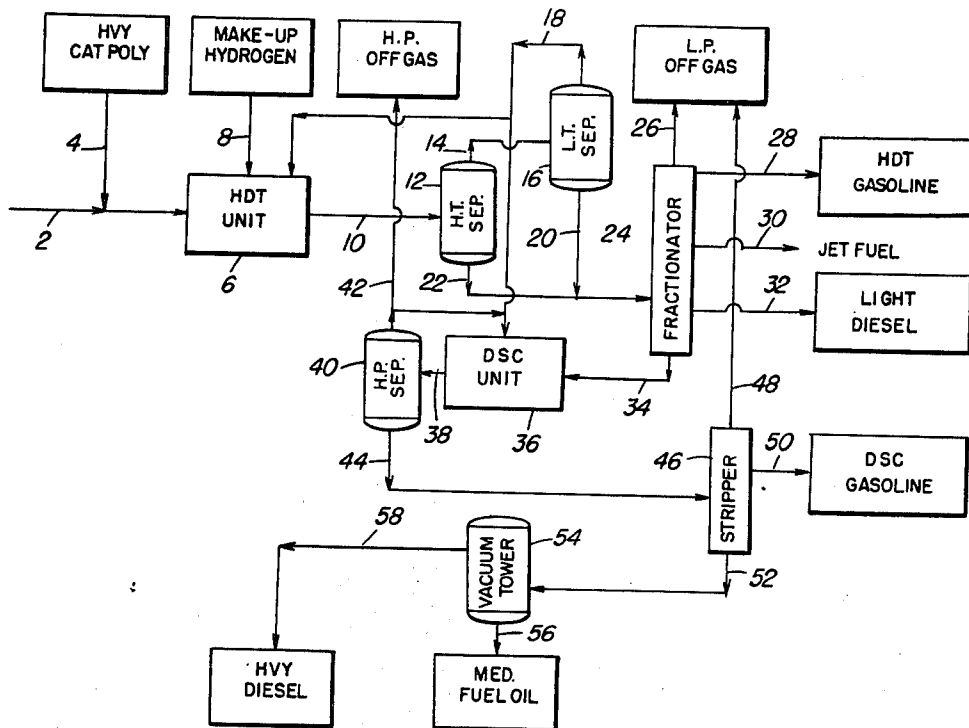 HVY
CAT POLY
MAKE-UP
HYDROGEN
H.P.
OFF GAS
18
L.P.
OFF GAS
4
8
14
L.T. SEP.
16
26
28
HDT
GASOLINE
2
HDT
UNIT
6
10
12
H.T.
SEP.
20
24
30
JET FUEL
22
42
FRACTIONATOR
32
LIGHT
DIESEL
40
H.P. SEP.
38
DSC
UNIT
36
34
48
44
46
STRIPPER
50
DSC
GASOLINE
58
VACUUM
TOWER
54
52
56
HVY
DIESEL
MED.
FUEL OIL